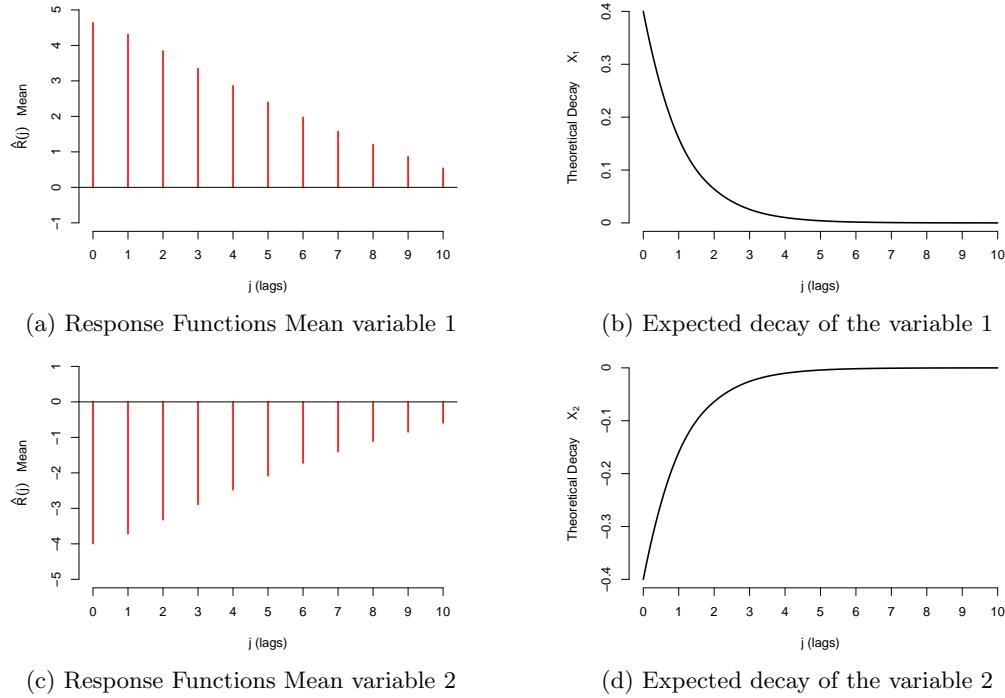 R̂(j) Mean
5
4
3
2
1
0
−1
0 1 2 3 4 5 6 7 8 9 10
j (lags)
(a) Response Functions Mean variable 1
Theoretical Decay X₁
0.4
0.3
0.2
0.1
0
0 1 2 3 4 5 6 7 8 9 10
j (lags)
(b) Expected decay of the variable 1
R̂(j) Mean
1
0
−1
−2
−3
−4
−5
0 1 2 3 4 5 6 7 8 9 10
j (lags)
(c) Response Functions Mean variable 2
Theoretical Decay X₂
0
−0.1
−0.2
−0.3
−0.4
0 1 2 3 4 5 6 7 8 9 10
j (lags)
(d) Expected decay of the variable 2